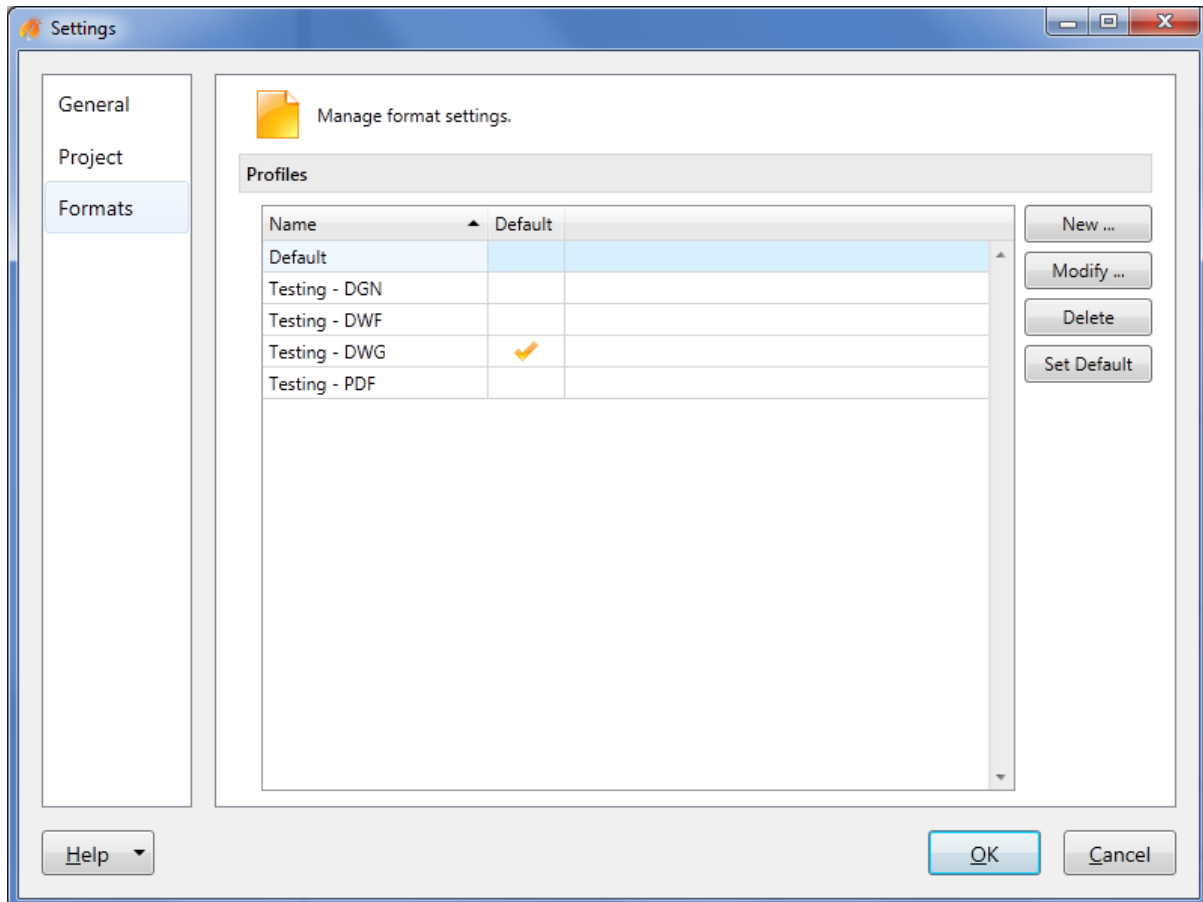 Settings
General
Project
Formats
Manage format settings.
Profiles
Name Default
Default
Testing - DGN
Testing - DWF
Testing - DWG
Testing - PDF
New ...
Modify ...
Delete
Set Default
Help
OK
Cancel